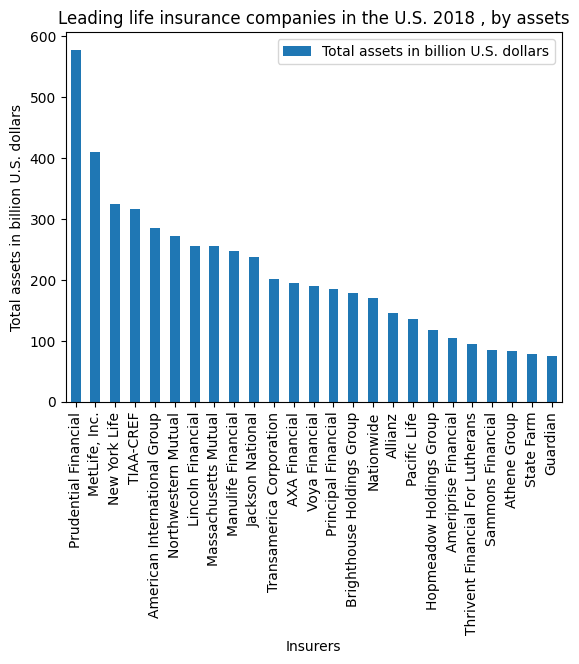 Leading life insurance companies in the U.S. 2018 , by assets
Total assets in billion U.S. dollars
Total assets in billion U.S. dollars
600
500
400
300
200
100
0
Prudential Financial
MetLife, Inc.
New York Life
TIAA-CREF
American International Group
Northwestern Mutual
Lincoln Financial
Massachusetts Mutual
Manulife Financial
Jackson National
Transamerica Corporation
AXA Financial
Voya Financial
Principal Financial
Brighthouse Holdings Group
Nationwide
Allianz
Pacific Life
Hopmeadow Holdings Group
Ameriprise Financial
Thrivent Financial For Lutherans
Sammons Financial
Athene Group
State Farm
Guardian
Insurers